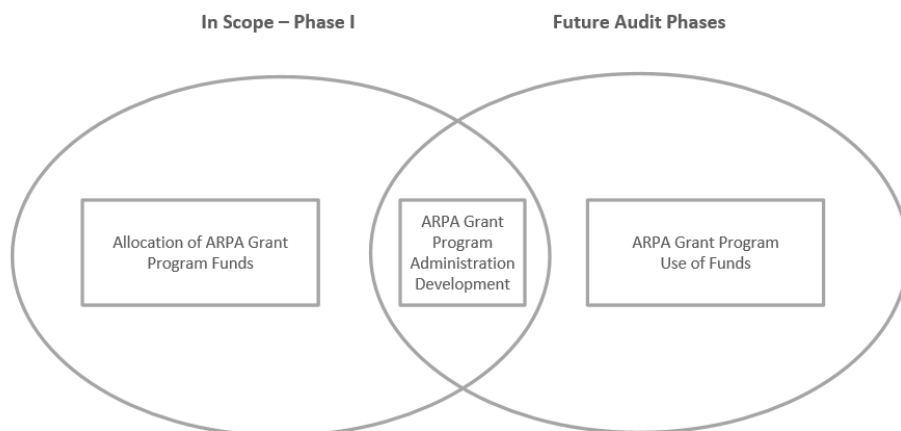 In Scope – Phase I
Future Audit Phases
Allocation of ARPA Grant
Program Funds
ARPA Grant
Program
Administration
Development
ARPA Grant Program
Use of Funds